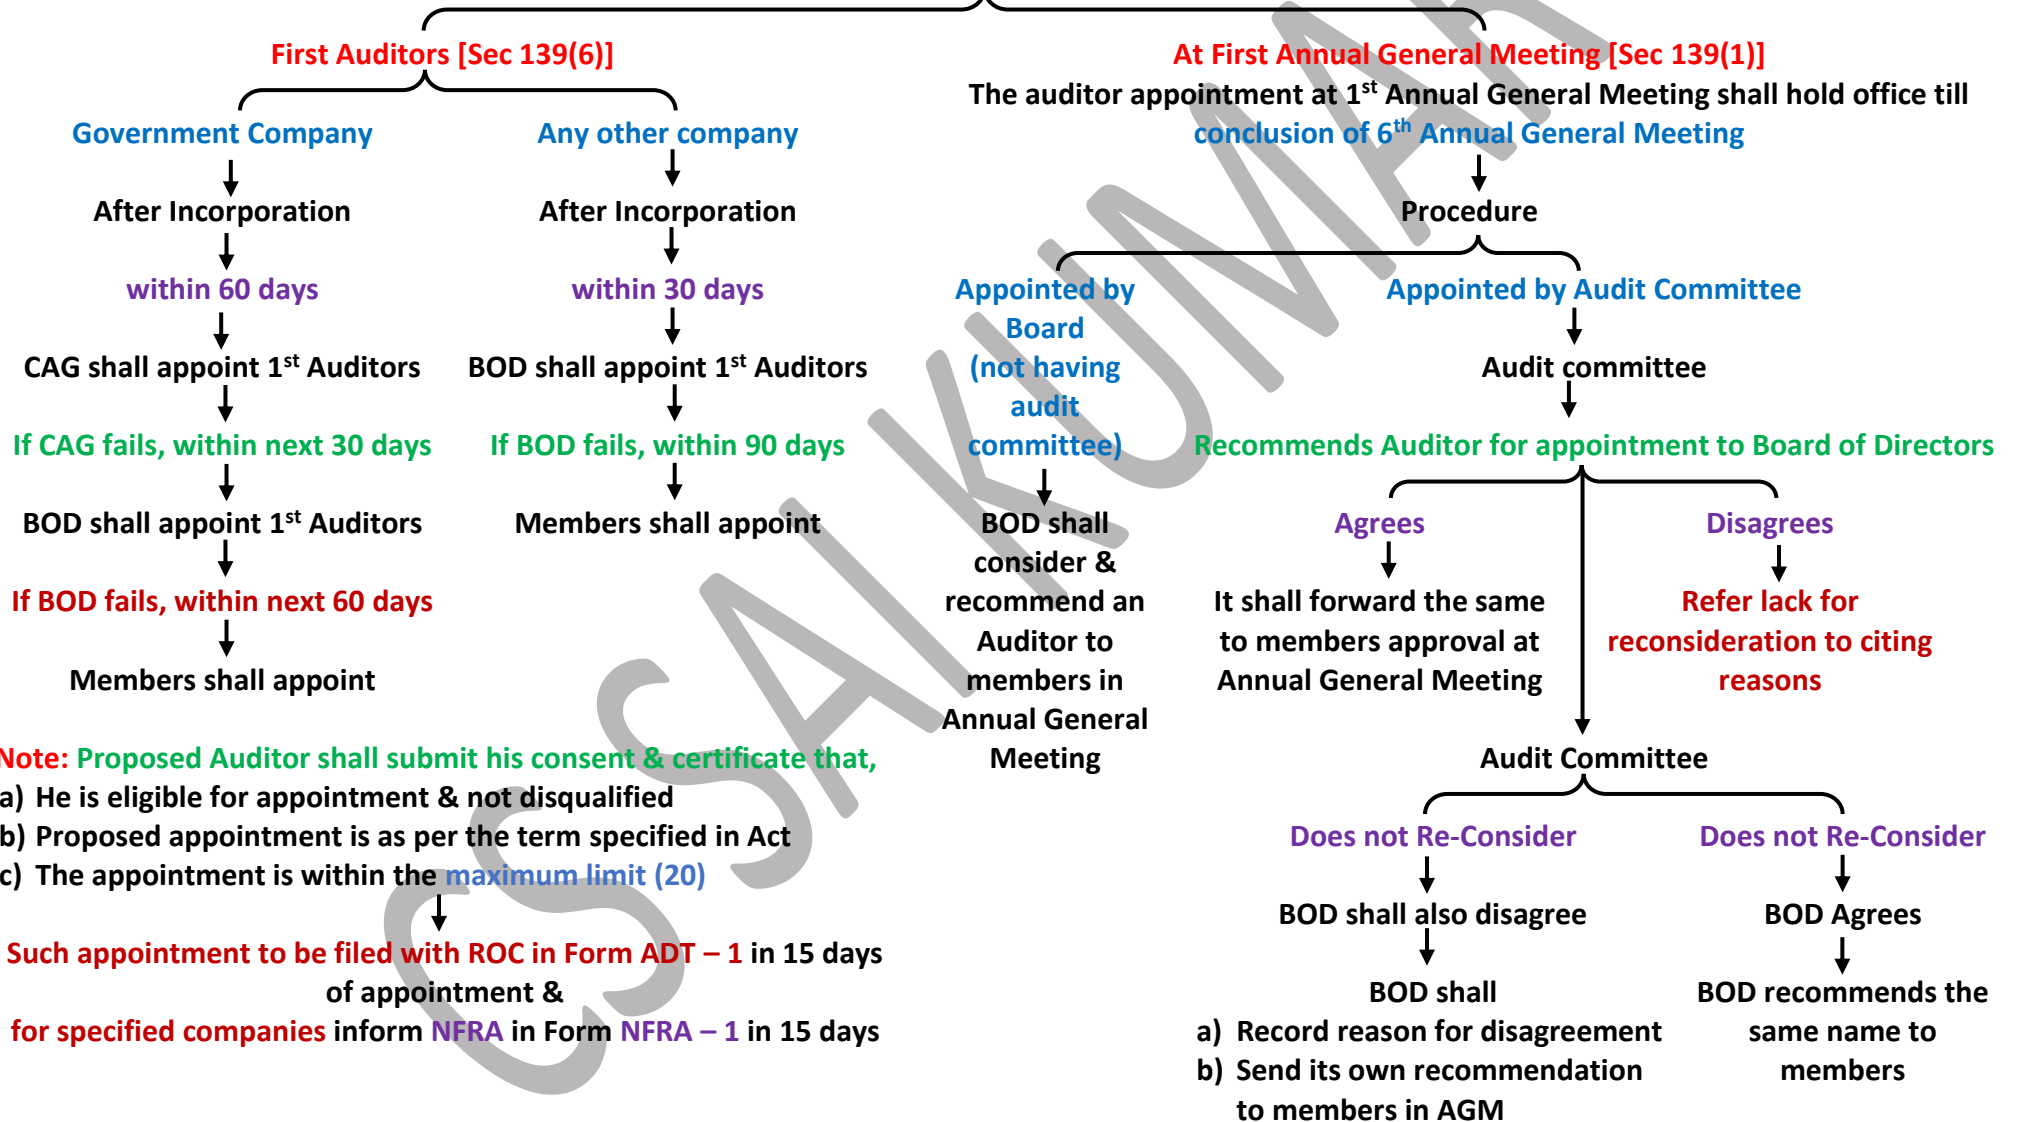 First Auditors [Sec 139(6)]
Government Company
After Incorporation
within 60 days
CAG shall appoint 1st Auditors
If CAG fails, within next 30 days
BOD shall appoint 1st Auditors
If BOD fails, within next 60 days
Members shall appoint
Any other company
After Incorporation
within 30 days
BOD shall appoint 1st Auditors
If BOD fails, within 90 days
Members shall appoint
Note: Proposed Auditor shall submit his consent & certificate that,
a) He is eligible for appointment & not disqualified
b) Proposed appointment is as per the term specified in Act
c) The appointment is within the maximum limit (20)
Such appointment to be filed with ROC in Form ADT – 1 in 15 days
of appointment &
for specified companies inform NFRA in Form NFRA – 1 in 15 days
At First Annual General Meeting [Sec 139(1)]
The auditor appointment at 1st Annual General Meeting shall hold office till
conclusion of 6th Annual General Meeting
Procedure
Appointed by
Board
(not having
audit
committee)
BOD shall
consider &
recommend an
Auditor to
members in
Annual General
Meeting
Appointed by Audit Committee
Audit committee
Recommends Auditor for appointment to Board of Directors
Agrees
It shall forward the same
to members approval at
Annual General Meeting
Disagrees
Refer lack for
reconsideration to citing
reasons
Audit Committee
Does not Re-Consider
BOD shall also disagree
BOD shall
a) Record reason for disagreement
b) Send its own recommendation
to members in AGM
Does not Re-Consider
BOD Agrees
BOD recommends the
same name to
members
CS SAI KUMAR